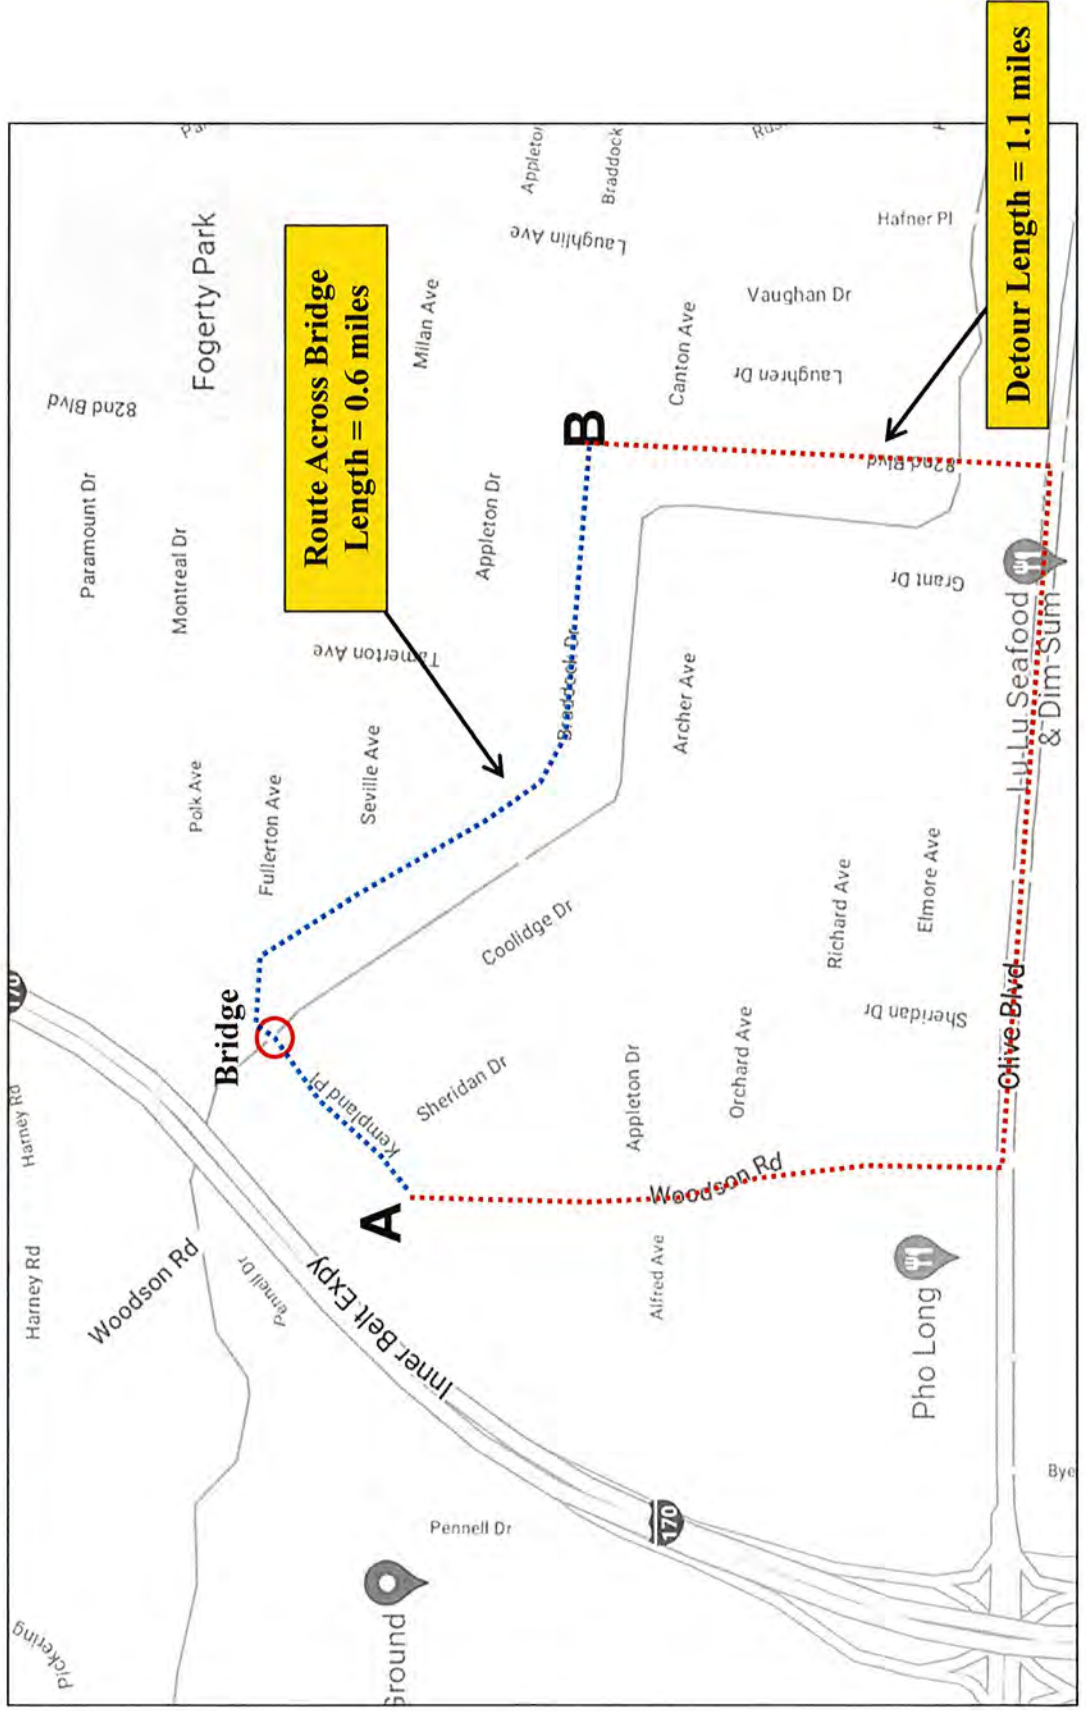 170
Harney Rd
Harney Rd
Pickering
Woodson Rd
Pennell Dr
Inner Belt Expy
Ground
Pennell Dr
170
Bye
Pho Long
Alfred Ave
A
Woodson Rd
Bridge
Kempland Pl
Sheridan Dr
Appleton Dr
Orchard Ave
Sheridan Dr
Olive Blvd
Coolidge Dr
Richard Ave
Elmore Ave
Polk Ave
Fullerton Ave
Seville Ave
Archer Ave
Braddock Dr
Tamerton Ave
Lu Lu Seafood
& Dim Sum
Grant Dr
Paramount Dr
Montreal Dr
Appleton Dr
82nd Blvd
Fogerty Park
Route Across Bridge
Length = 0.6 miles
Milan Ave
B
82nd Blvd
Canton Ave
Laughren Dr
Vaughan Dr
Laughlin Ave
Appleton
Braddock
Hafner Pl
Detour Length = 1.1 miles